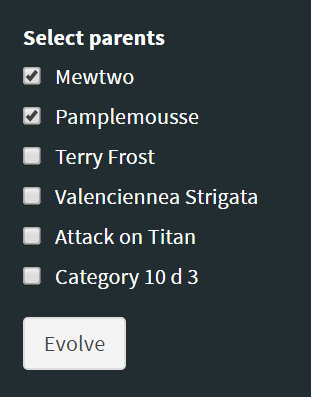 Select parents
Mewtwo
Pamplemousse
Terry Frost
Valenciennea Strigata
Attack on Titan
Category 10 d 3
Evolve